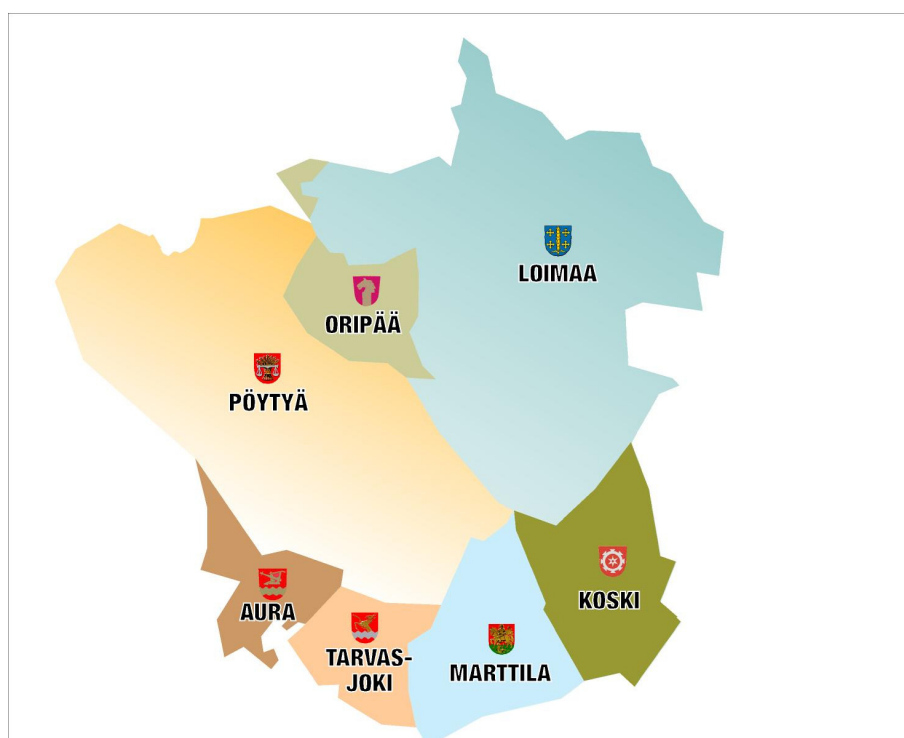 LOIMAA
ORIPÄÄ
PÖYTYÄ
KOSKI
AURA
TARVAS-
JOKI
MARTTILA